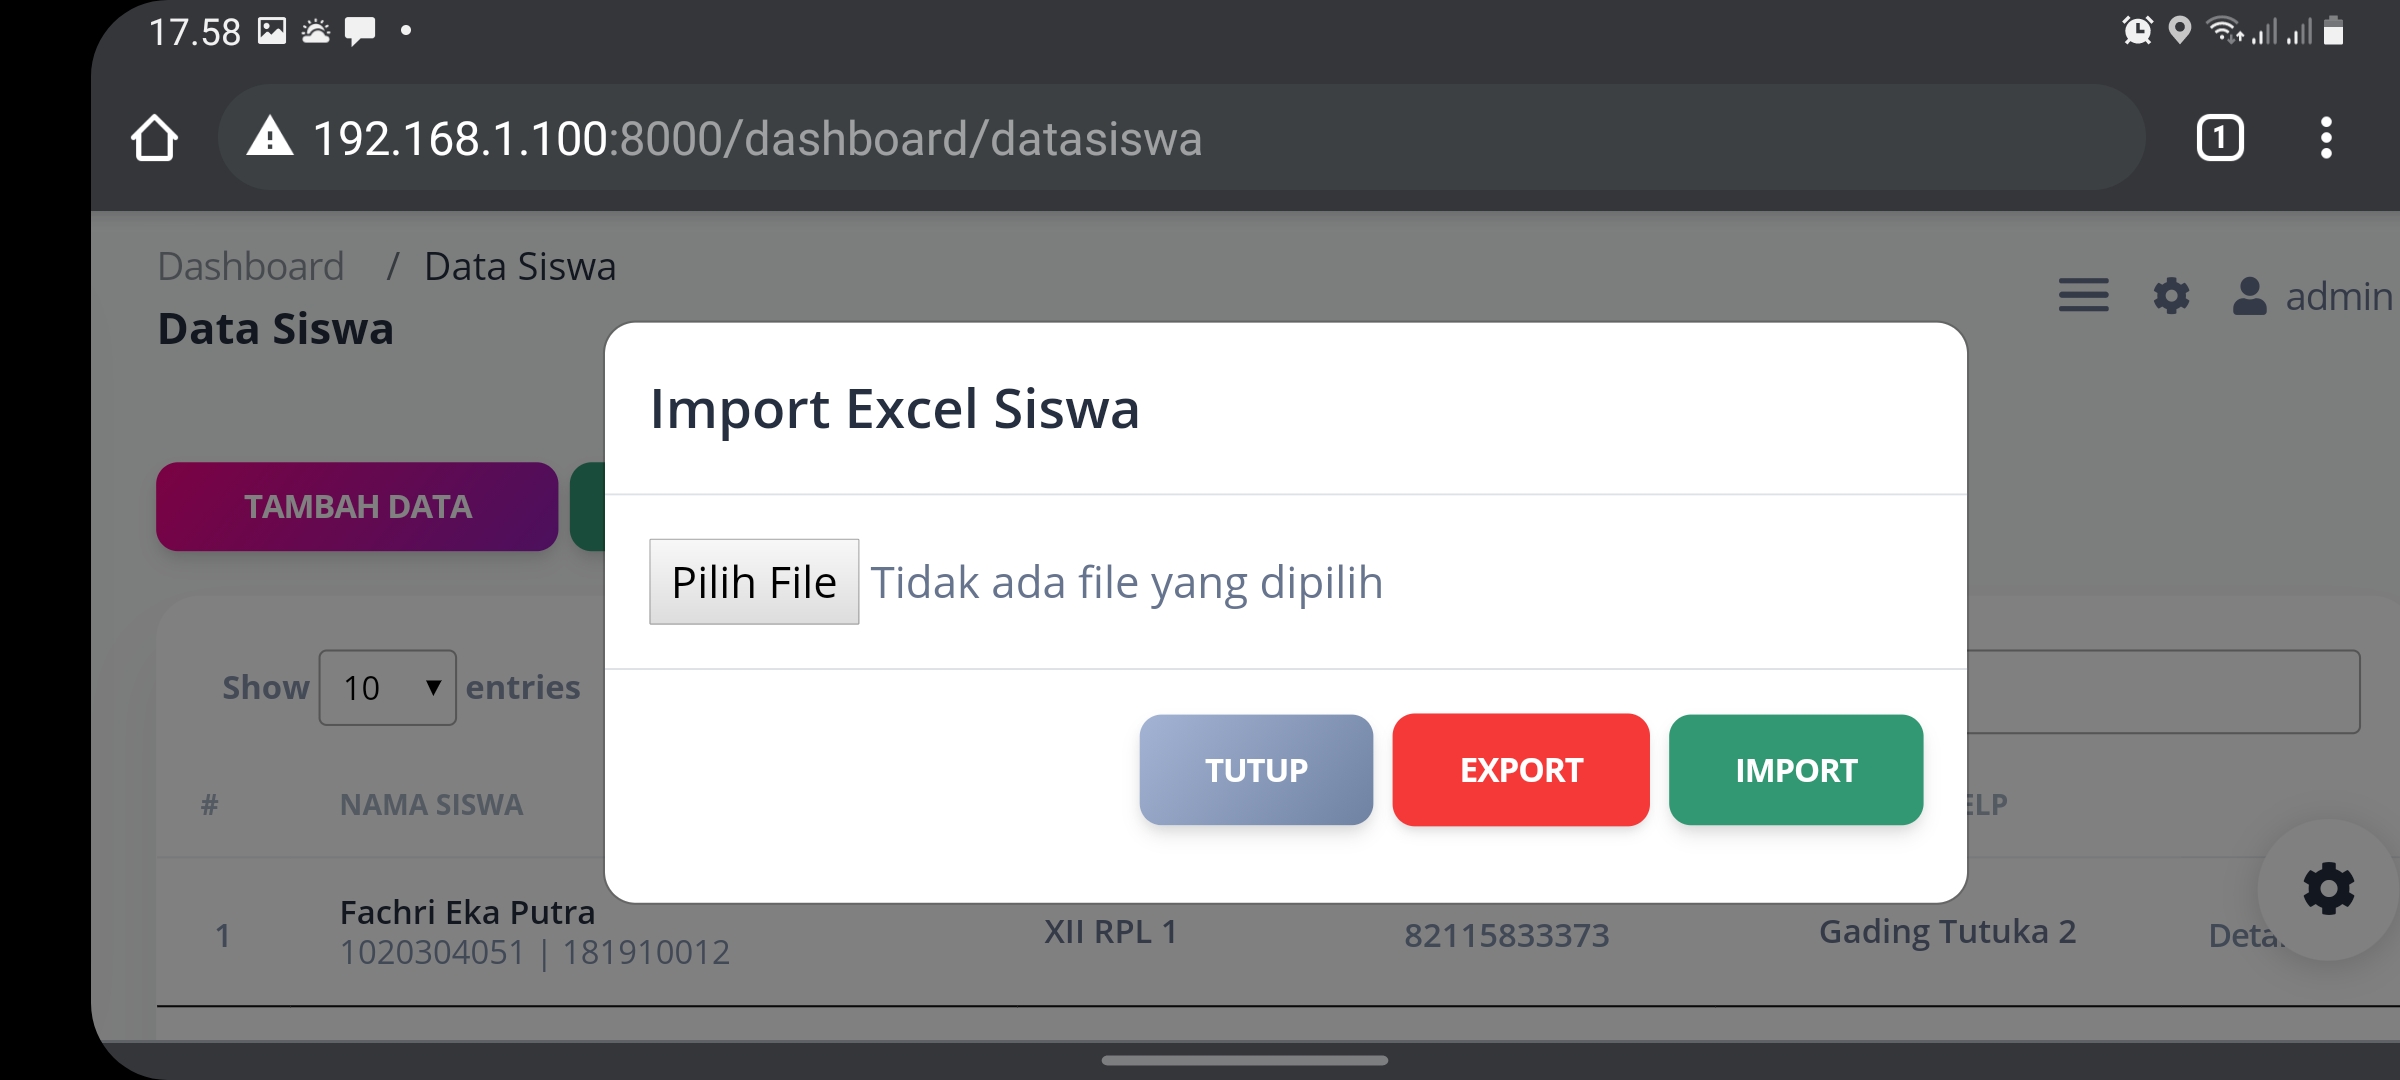 17.58
192.168.1.100:8000/dashboard/datasiswa
1
Dashboard / Data Siswa
Data Siswa
admin
Import Excel Siswa
TAMBAH DATA
Pilih File Tidak ada file yang dipilih
Show 10 entries
TUTUP EXPORT IMPORT
# NAMA SISWA
1 Fachri Eka Putra XII RPL 1 82115833373 Gading Tutuka 2
1020304051 | 181910012